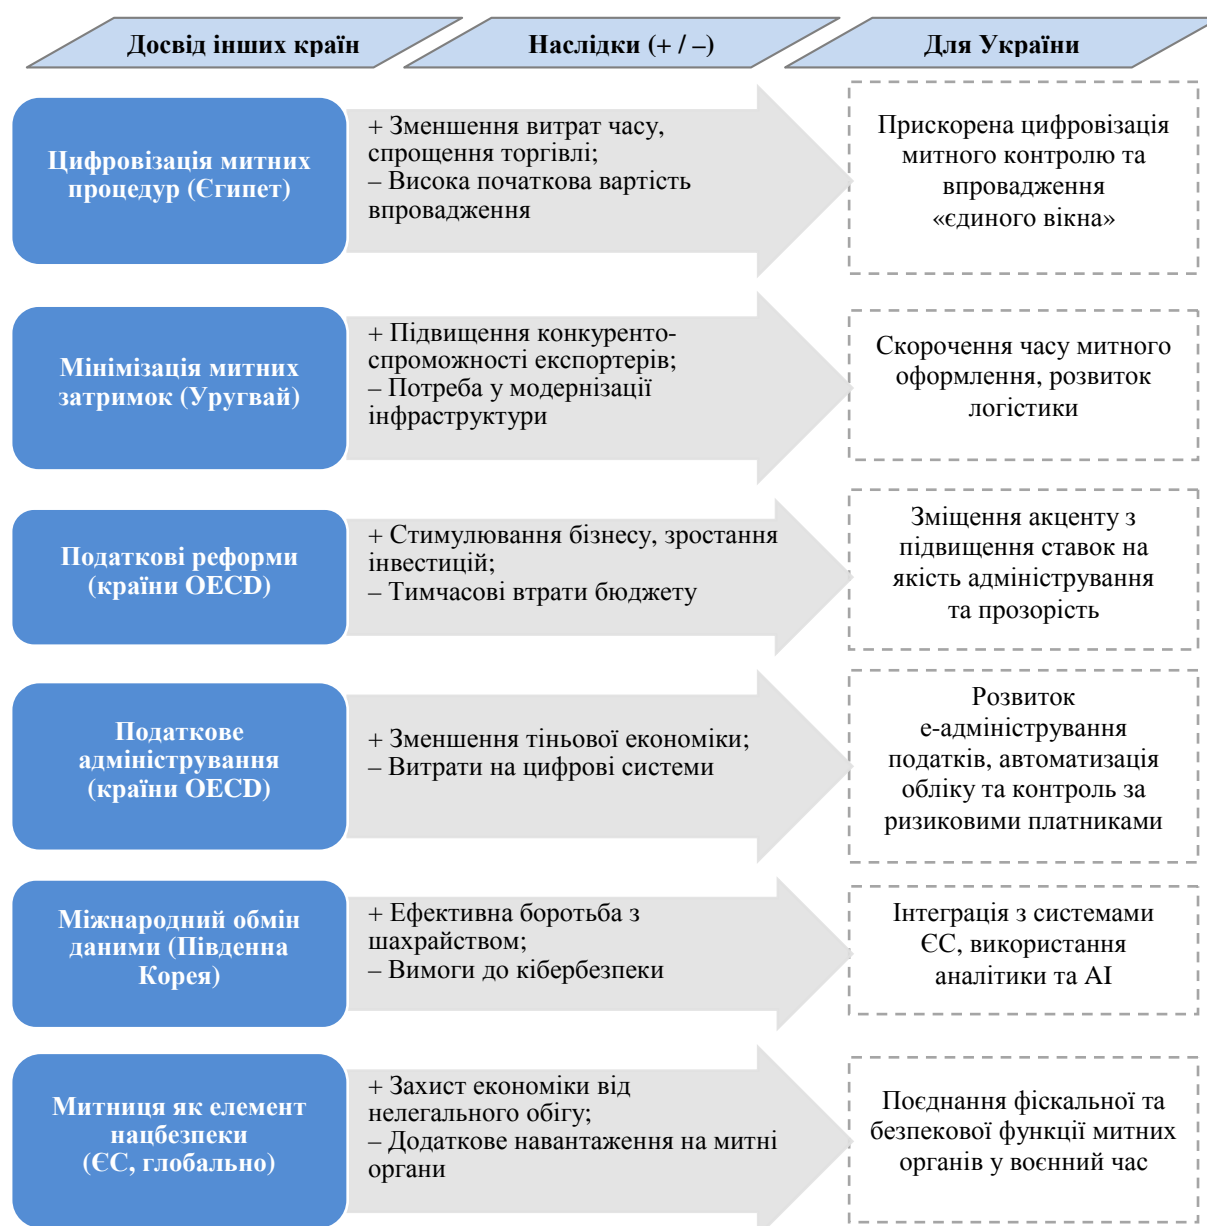 Досвід інших країн
Наслідки (+ / –)
Для України
Цифровізація митних
процедур (Єгипет)
+ Зменшення витрат часу,
спрощення торгівлі;
– Висока початкова вартість
впровадження
Прискорена цифровізація
митного контролю та
впровадження
«єдиного вікна»
Мінімізація митних
затримок (Уругвай)
+ Підвищення конкуренто-
спроможності експортерів;
– Потреба у модернізації
інфраструктури
Скорочення часу митного
оформлення, розвиток
логістики
Податкові реформи
(країни OECD)
+ Стимулювання бізнесу, зростання
інвестицій;
– Тимчасові втрати бюджету
Зміщення акценту з
підвищення ставок на
якість адміністрування
та прозорість
Податкове
адміністрування
(країни OECD)
+ Зменшення тіньової економіки;
– Витрати на цифрові системи
Розвиток
е-адміністрування
податків, автоматизація
обліку та контроль за
ризиковими платниками
Міжнародний обмін
даними (Південна
Корея)
+ Ефективна боротьба з
шахрайством;
– Вимоги до кібербезпеки
Інтеграція з системами
ЄС, використання
аналітики та AI
Митниця як елемент
нацбезпеки
(ЄС, глобально)
+ Захист економіки від
нелегального обігу;
– Додаткове навантаження на митні
органи
Поєднання фіскальної та
безпекової функції митних
органів у воєнний час